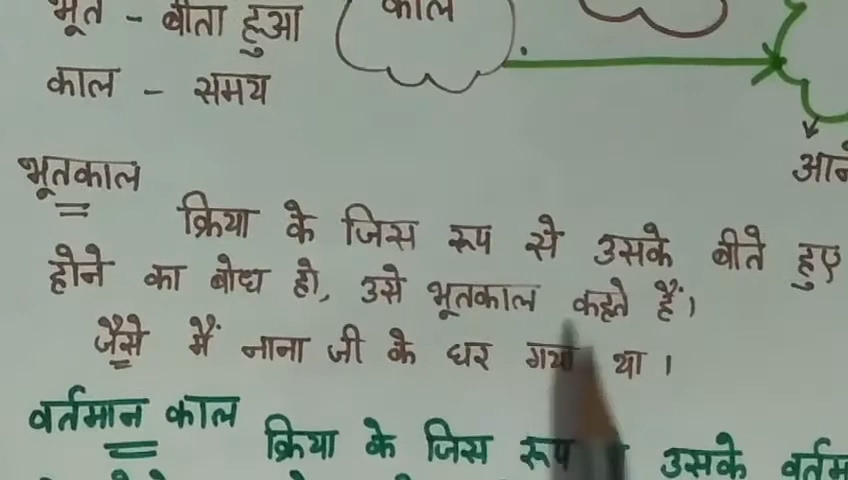 भूत - बीता हुआ
काल
काल - समय
भूतकाल
क्रिया के जिस रूप से उसके बीते हुए
होने का बोध हो, उसे भूतकाल कहते हैं।
जैसे मैं नाना जी के घर गया था ।
वर्तमान काल
क्रिया के जिस रूप उसके